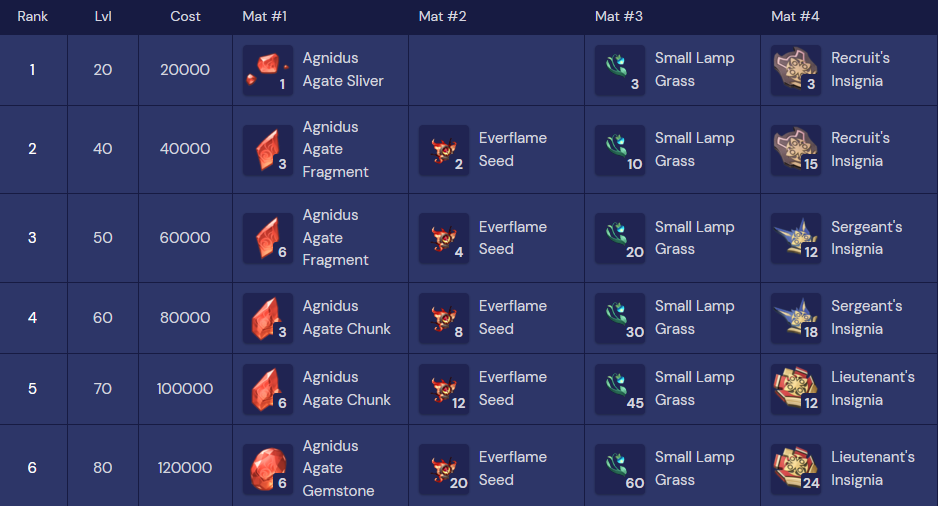 Rank Lvl Cost Mat #1 Mat #2 Mat #3 Mat #4
1 20 20000 1 Agnidus Agate Sliver 3 Small Lamp Grass 3 Recruit's Insignia
2 40 40000 3 Agnidus Agate Fragment 2 Everflame Seed 10 Small Lamp Grass 15 Recruit's Insignia
3 50 60000 6 Agnidus Agate Fragment 4 Everflame Seed 20 Small Lamp Grass 12 Sergeant's Insignia
4 60 80000 3 Agnidus Agate Chunk 8 Everflame Seed 30 Small Lamp Grass 18 Sergeant's Insignia
5 70 100000 6 Agnidus Agate Chunk 12 Everflame Seed 45 Small Lamp Grass 12 Lieutenant's Insignia
6 80 120000 6 Agnidus Agate Gemstone 20 Everflame Seed 60 Small Lamp Grass 24 Lieutenant's Insignia